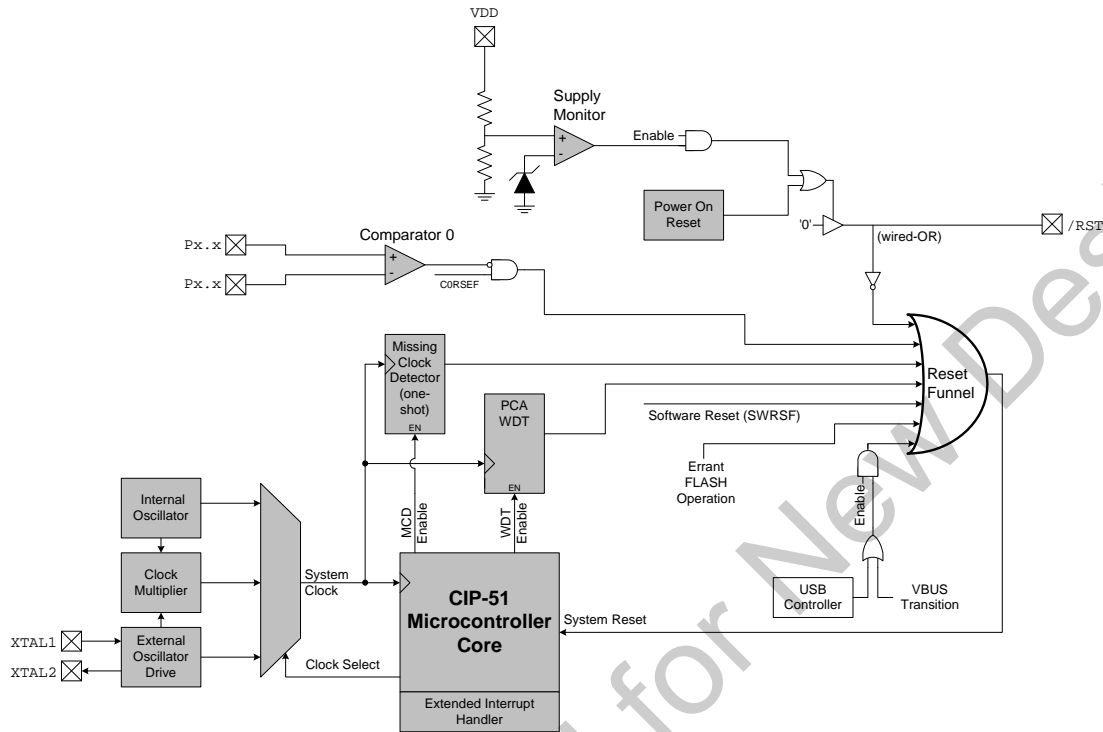 VDD
Supply
Monitor
+
-
Enable
Power On
Reset
'0'
(wired-OR)
/RST
Px.x
Px.x
Comparator 0
+
-
C0RSEF
Missing
Clock
Detector
(one-
shot)
EN
PCA
WDT
EN
Software Reset (SWRSF)
Errant
FLASH
Operation
Reset
Funnel
Enable
USB
Controller
VBUS
Transition
MCD
Enable
WDT
Enable
Internal
Oscillator
Clock
Multiplier
External
Oscillator
Drive
XTAL1
XTAL2
System
Clock
Clock Select
CIP-51
Microcontroller
Core
Extended Interrupt
Handler
System Reset
for New Des